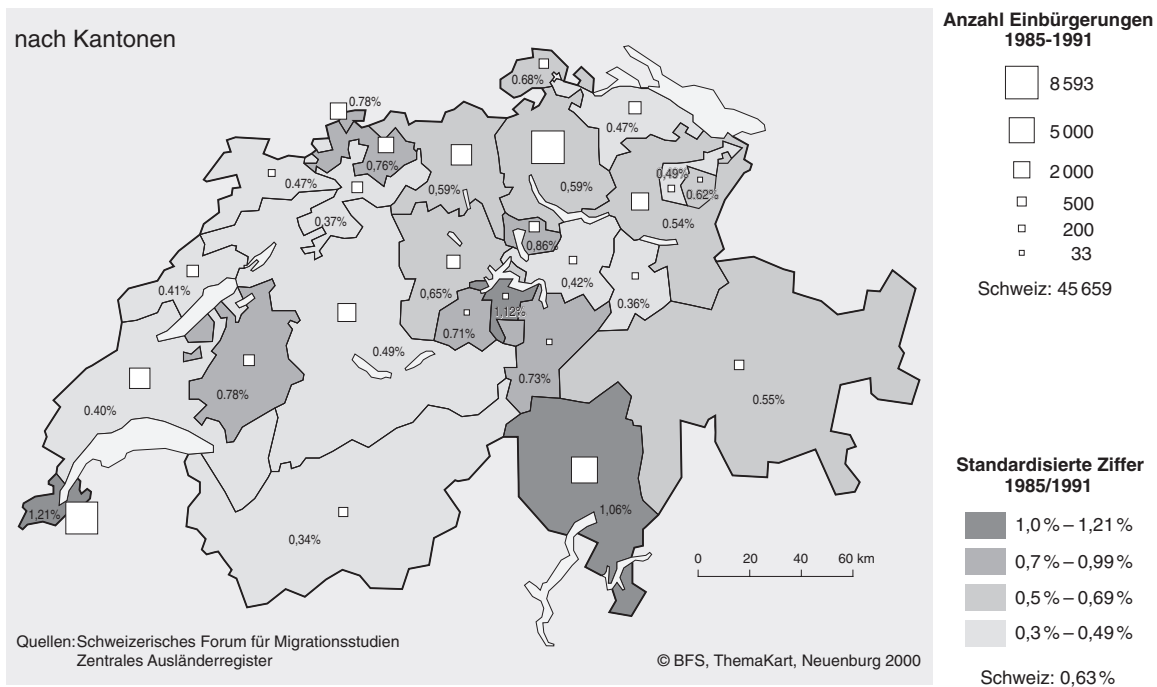 nach Kantonen
0.68%
0.78%
0.47%
0,76%
0.47%
0,59%
0,59%
0,49%
0.62%
0,37%
0.54%
0,86%
0.41%
0,42%
0,65%
0.36%
1,12%
0.71%
0.49%
0.73%
0.78%
0.55%
0.40%
1,06%
1,21%
0,34%
0 20 40 60 km
Quellen: Schweizerisches Forum für Migrationsstudien
Zentrales Ausländerregister
© BFS, ThemaKart, Neuenburg 2000
Anzahl Einbürgerungen
1985-1991
8 593
5 000
2 000
500
200
33
Schweiz: 45 659
Standardisierte Ziffer
1985/1991
1,0 % – 1,21 %
0,7 % – 0,99 %
0,5 % – 0,69 %
0,3 % – 0,49 %
Schweiz: 0,63 %